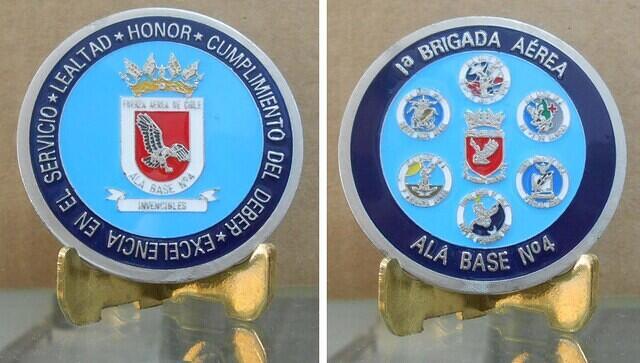 LEALTAD ★ HONOR ★ CUMPLIMIENTO DEL DEBER ★ EXCELENCIA EN EL SERVICIO ★
FUERZA AEREA DE CHILE
ALA BASE Nº4
INVENCIBLES
1ª BRIGADA AÉREA
ALA BASE Nº4